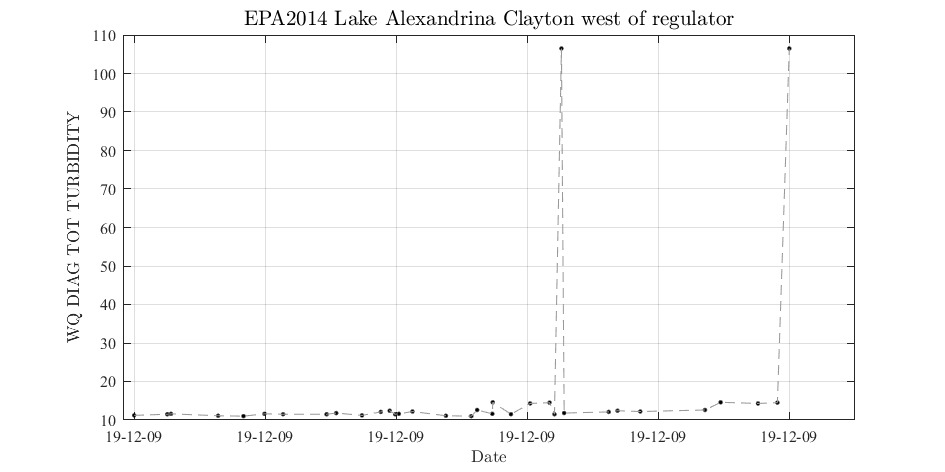 EPA2014 Lake Alexandrina Clayton west of regulator
110
100
90
80
70
60
50
40
30
20
10
WQ DIAG TOT TURBIDITY
19-12-09 19-12-09 19-12-09 19-12-09 19-12-09 19-12-09
Date